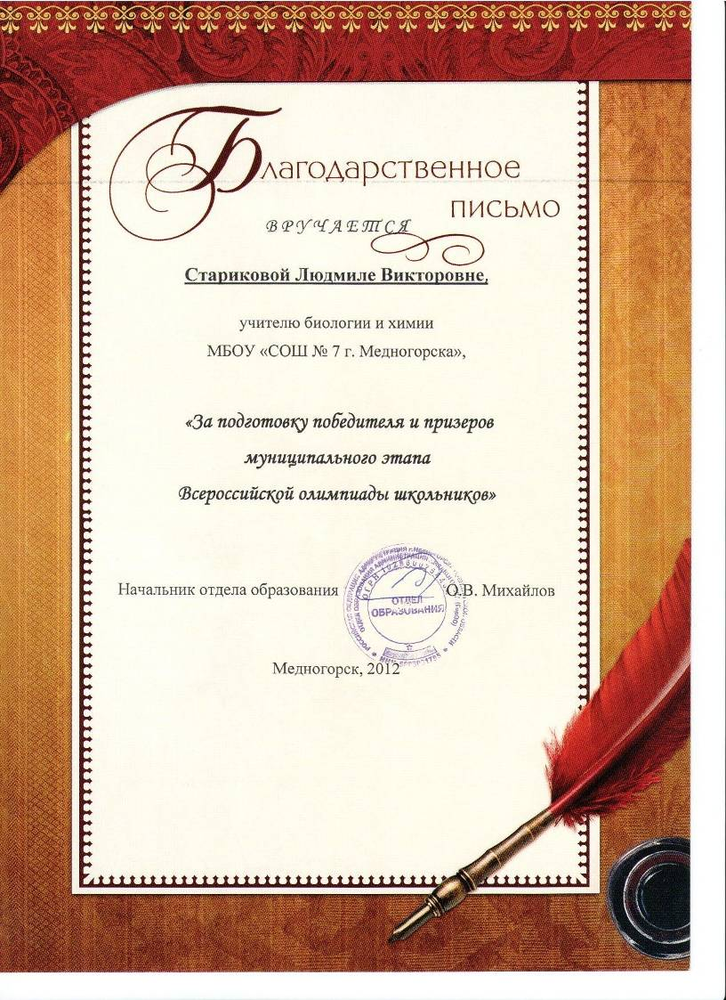 Благодарственное
письмо
ВРУЧАЕТСЯ
Стариковой Людмиле Викторовне,
учителю биологии и химии
МБОУ «СОШ № 7 г. Медногорска»,
«За подготовку победителя и призеров
муниципального этапа
Всероссийской олимпиады школьников»
Начальник отдела образования О.В. Михайлов
ОТДЕЛ
ОБРАЗОВАНИЯ
Медногорск, 2012